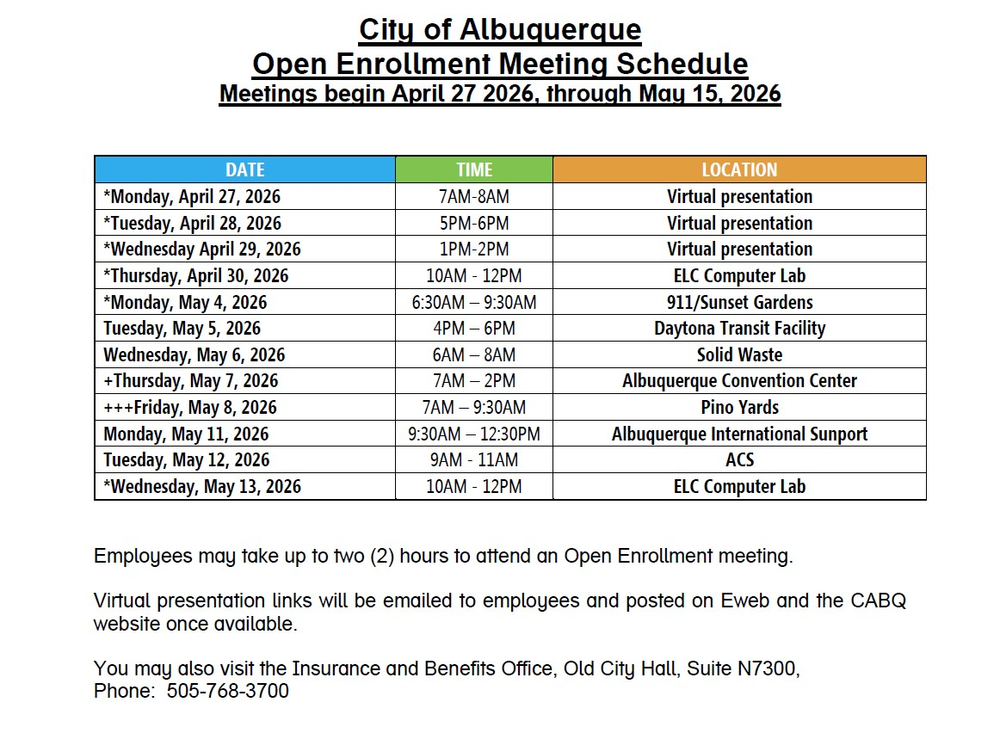 City of Albuquerque
Open Enrollment Meeting Schedule
Meetings begin April 27 2026, through May 15, 2026
DATE TIME LOCATION
*Monday, April 27, 2026 7AM-8AM Virtual presentation
*Tuesday, April 28, 2026 5PM-6PM Virtual presentation
*Wednesday April 29, 2026 1PM-2PM Virtual presentation
*Thursday, April 30, 2026 10AM - 12PM ELC Computer Lab
*Monday, May 4, 2026 6:30AM – 9:30AM 911/Sunset Gardens
Tuesday, May 5, 2026 4PM – 6PM Daytona Transit Facility
Wednesday, May 6, 2026 6AM – 8AM Solid Waste
+Thursday, May 7, 2026 7AM – 2PM Albuquerque Convention Center
+++Friday, May 8, 2026 7AM – 9:30AM Pino Yards
Monday, May 11, 2026 9:30AM – 12:30PM Albuquerque International Sunport
Tuesday, May 12, 2026 9AM - 11AM ACS
*Wednesday, May 13, 2026 10AM - 12PM ELC Computer Lab
Employees may take up to two (2) hours to attend an Open Enrollment meeting.
Virtual presentation links will be emailed to employees and posted on Eweb and the CABQ
website once available.
You may also visit the Insurance and Benefits Office, Old City Hall, Suite N7300,
Phone: 505-768-3700